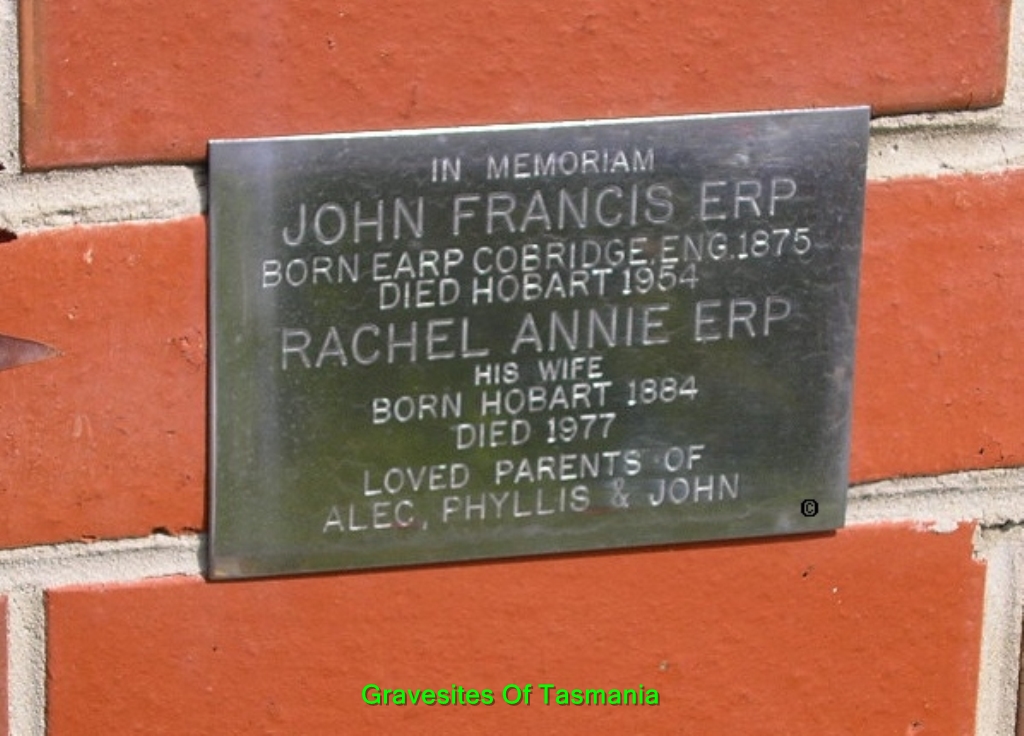 IN MEMORIAM
JOHN FRANCIS ERP
BORN EARP COBRIDGE.ENG.1875
DIED HOBART 1954
RACHEL ANNIE ERP
HIS WIFE
BORN HOBART 1884
DIED 1977
LOVED PARENTS OF
ALEC, PHYLLIS & JOHN
©
Gravesites Of Tasmania